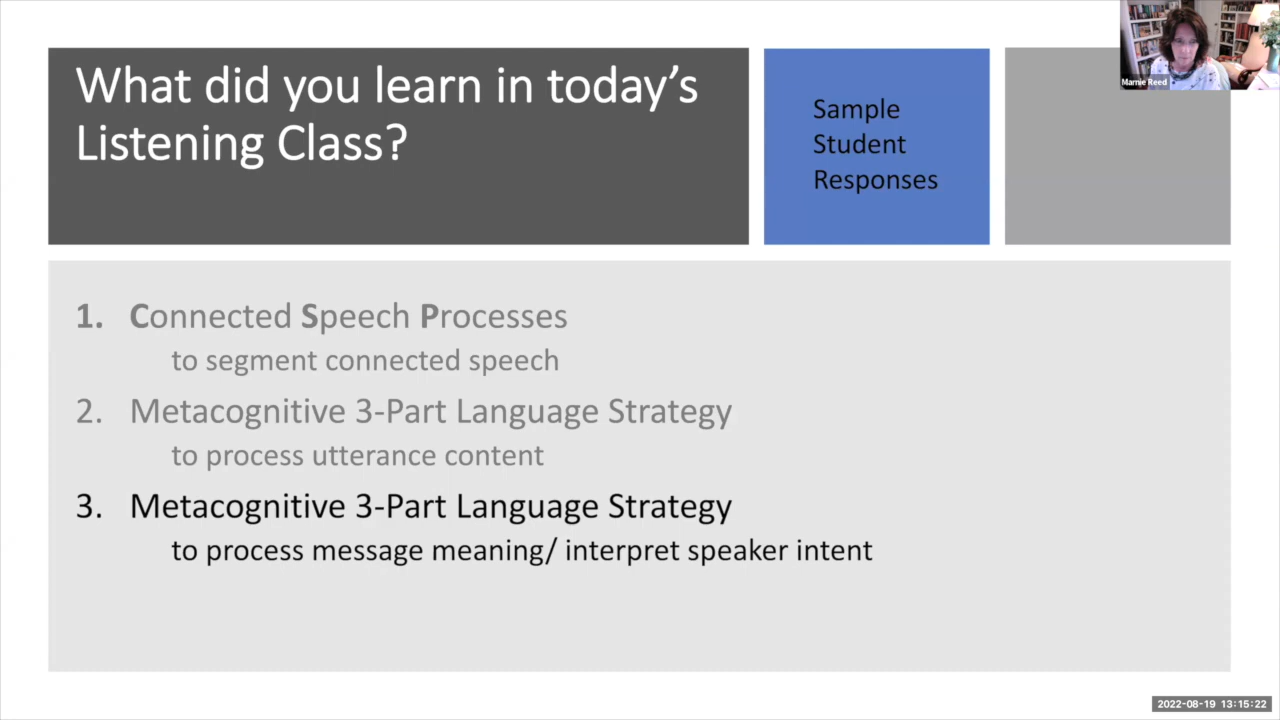 What did you learn in today's
Listening Class?
Sample
Student
Responses
Marnie Reed
1. Connected Speech Processes
to segment connected speech
2. Metacognitive 3-Part Language Strategy
to process utterance content
3. Metacognitive 3-Part Language Strategy
to process message meaning/ interpret speaker intent
2022-08-19 13:15:22